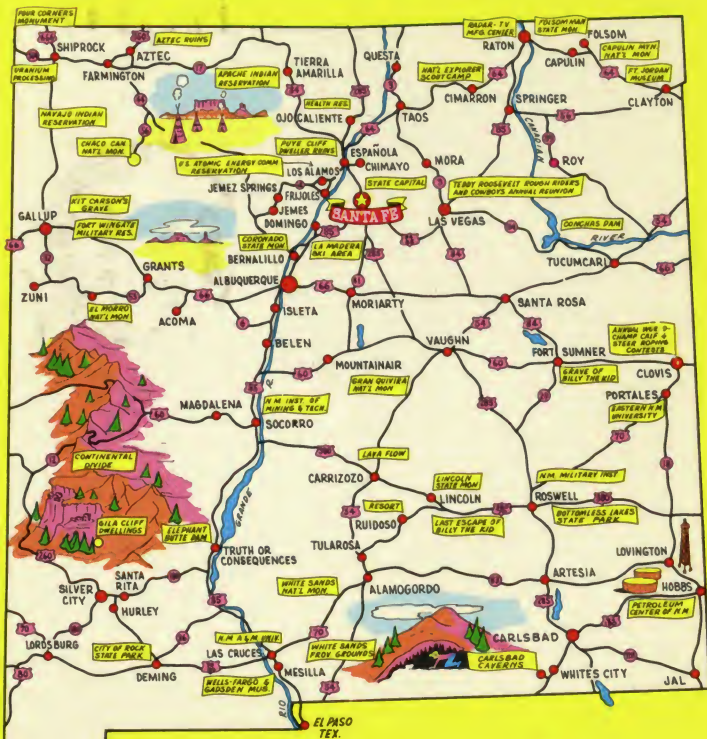 FOUR CORNERS
MONUMENT
SHIPROCK
AZTEC RUINS
AZTEC
URANIUM
PROCESSING
FARMINGTON
APACHE INDIAN
RESERVATION
NAVAJO INDIAN
RESERVATION
CHACO CAN.
NAT'L MON.
TIERRA
AMARILLA
QUESTA
HEALTH RES.
OJO CALIENTE
TAOS
NAT'L EXPLORER
SCOUT CAMP
CIMARRON
RADAR-TV
MFG. CENTER
RATON
FOLSOM MAN
STATE MON.
FOLSOM
CAPULIN
CAPULIN MTN.
NAT'L MON.
FT. JORDAN
MUSEUM
CLAYTON
SPRINGER
CANADIAN
RIVER
ROY
MORA
PUYE CLIFF
DWELLER RUINS
ESPAÑOLA
CHIMAYO
U.S. ATOMIC ENERGY COMM
RESERVATION
LOS ALAMOS
JEMEZ SPRINGS
FRIJOLES
JEMES
DOMINGO
STATE CAPITAL
SANTA FE
TEDDY ROOSEVELT ROUGH RIDERS
AND COWBOYS ANNUAL REUNION
LAS VEGAS
CONCHAS DAM
TUCUMCARI
KIT CARSON'S
GRAVE
GALLUP
FORT WINGATE
MILITARY RES.
CORONADO
STATE MON.
LA MADERA
SKI AREA
BERNALILLO
ALBUQUERQUE
GRANTS
ZUNI
EL MORRO
NAT'L MON.
ACOMA
ISLETA
MORIARTY
SANTA ROSA
BELEN
MOUNTAINAIR
VAUGHN
GRAN QUIVIRA
NAT'L MON
FORT SUMNER
GRAVE OF
BILLY THE KID
CHAMP CALF &
STEER ROPING
CONTESTS
CLOVIS
PORTALES
EASTERN N.M.
UNIVERSITY
MAGDALENA
N.M. INST. OF
MINING & TECH.
SOCORRO
CONTINENTAL
DIVIDE
LAVA FLOW
CARRIZOZO
LINCOLN
STATE MON.
LINCOLN
N.M. MILITARY INST
ROSWELL
BOTTOMLESS LAKES
STATE PARK
RESORT
RUIDOSO
LAST ESCAPE OF
BILLY THE KID
GILA CLIFF
DWELLINGS
ELEPHANT
BUTTE DAM
GRANDE
TRUTH OR
CONSEQUENCES
TULAROSA
WHITE SANDS
NAT'L MON.
ALAMOGORDO
ARTESIA
LOVINGTON
HOBBS
PETROLEUM
CENTER OF N.M
SILVER
CITY
SANTA
RITA
HURLEY
LORDSBURG
CITY OF ROCK
STATE PARK
DEMING
N.M A & M UNIV.
LAS CRUCES
MESILLA
WELLS-FARGO &
GADSDEN MUS.
WHITE SANDS
PROV. GROUNDS
CARLSBAD
CARLSBAD
CAVERNS
WHITES CITY
JAL
RIO
EL PASO
TEX.